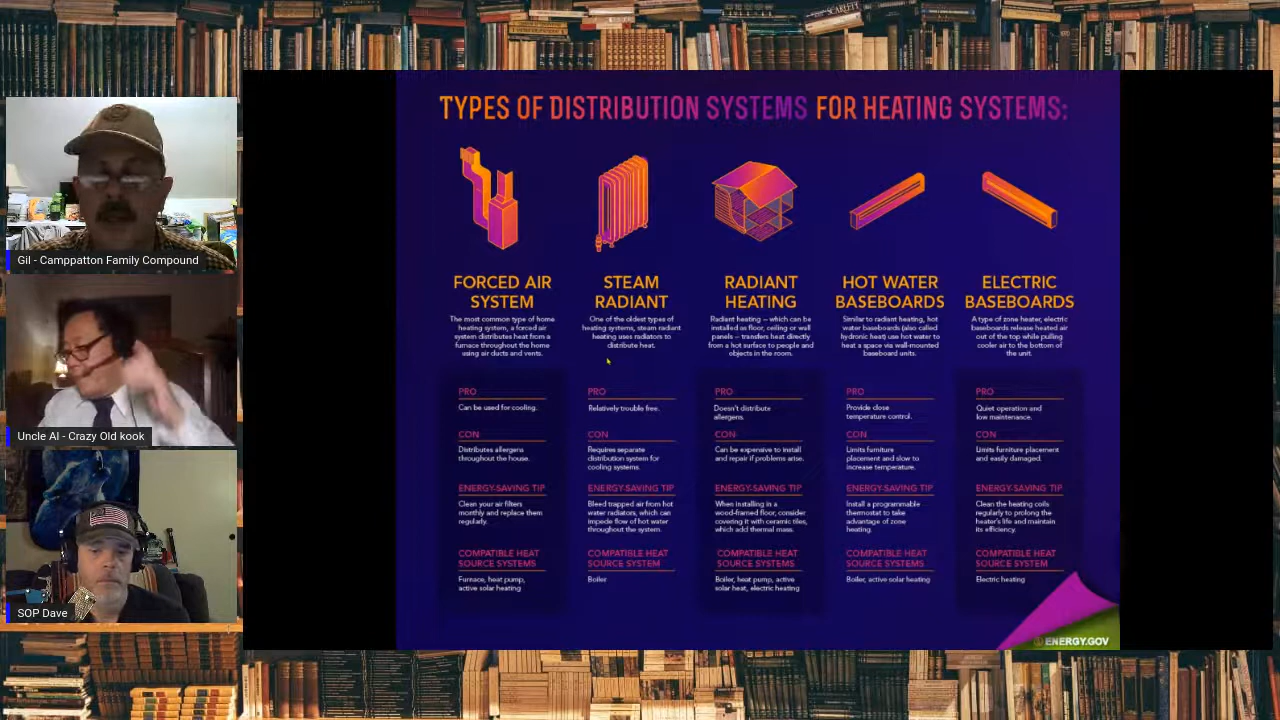 TYPES OF DISTRIBUTION SYSTEMS FOR HEATING SYSTEMS:
FORCED AIR
SYSTEM
The most common type of home
heating system, a forced air
system distributes heat from a
furnace throughout the home
using air ducts and vents.
PRO
Can be used for cooling.
CON
Distributes allergens
throughout the house.
ENERGY-SAVING TIP
Clean your air filters
monthly and replace them
regularly.
COMPATIBLE HEAT
SOURCE SYSTEMS
Furnace, heat pump,
active solar heating
STEAM
RADIANT
One of the oldest types of
heating systems, steam radiant
heating uses radiators to
distribute heat.
PRO
Relatively trouble free.
CON
Requires separate
distribution system for
cooling systems.
ENERGY-SAVING TIP
Bleed trapped air from hot
water radiators, which can
impede flow of hot water
throughout the system.
COMPATIBLE HEAT
SOURCE SYSTEM
Boiler
RADIANT
HEATING
Radiant heating – which can be
installed as floor, ceiling or wall
panels – transfers heat directly
from a hot surface to people and
objects in the room.
PRO
Doesn't distribute
allergens.
CON
Can be expensive to install
and repair if problems arise.
ENERGY-SAVING TIP
When installing in a
wood-framed floor, consider
covering it with ceramic tiles,
which add thermal mass.
COMPATIBLE HEAT
SOURCE SYSTEMS
Boiler, heat pump, active
solar heat, electric heating
HOT WATER
BASEBOARDS
Similar to radiant heating, hot
water baseboards (also called
hydronic heat) use hot water to
heat a space via wall-mounted
baseboard units.
PRO
Provide close
temperature control.
CON
Limits furniture
placement and slow to
increase temperature.
ENERGY-SAVING TIP
Install a programmable
thermostat to take
advantage of zone
heating.
COMPATIBLE HEAT
SOURCE SYSTEMS
Boiler, active solar heating
ELECTRIC
BASEBOARDS
A type of zone heater, electric
baseboards release heated air
out of the top while pulling
cooler air to the bottom of
the unit.
PRO
Quiet operation and
low maintenance.
CON
Limits furniture placement
and easily damaged.
ENERGY-SAVING TIP
Clean the heating coils
regularly to prolong the
heater's life and maintain
its efficiency.
COMPATIBLE HEAT
SOURCE SYSTEM
Electric heating
ENERGY.GOV
Gil - Camppatton Family Compound
Uncle Al - Crazy Old kook
SOP Dave
SCARLETT